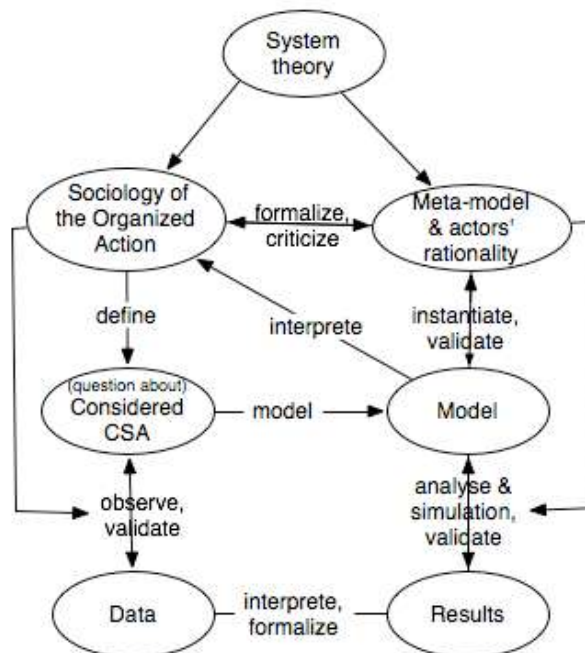 System
theory
Sociology of
the Organized
Action
formalize,
criticize
Meta-model
& actors'
rationality
define
interprete
instantiate,
validate
(question about)
Considered
CSA
model
Model
observe,
validate
analyse &
simulation,
validate
Data
interprete,
formalize
Results